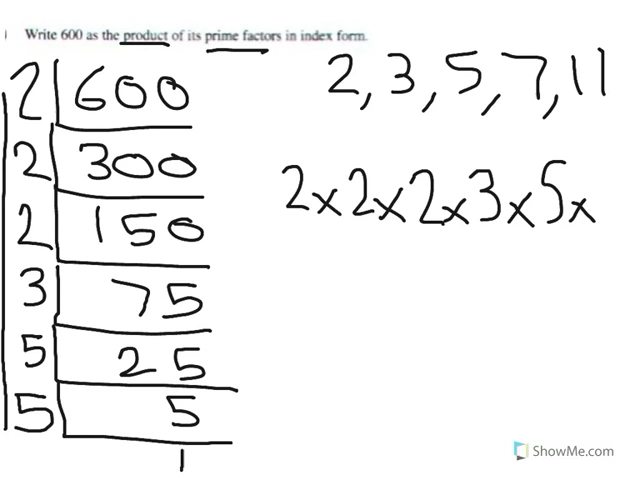 Write 600 as the product of its prime factors in index form.
2 600
2, 3, 5, 7, 11
2 300
2 150
2x2x2x3x5x
3 75
5 25
5 5
1
ShowMe.com